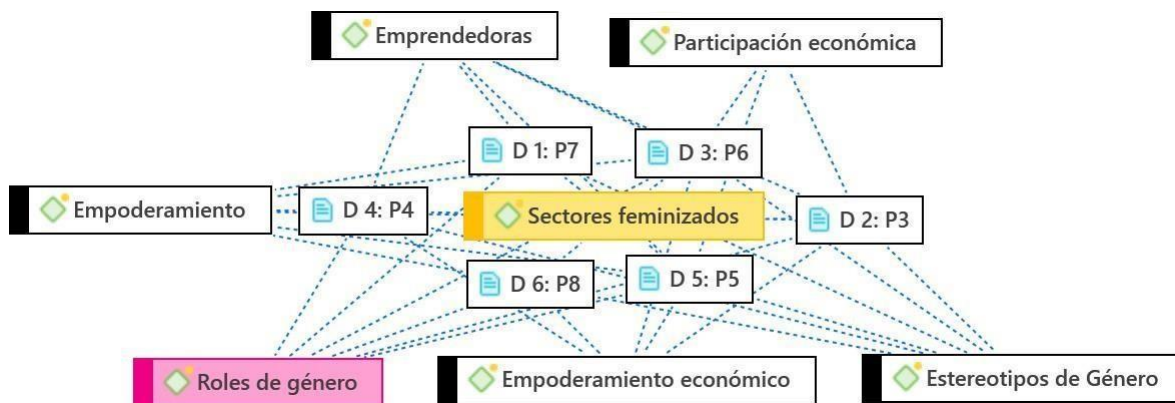 Emprendedoras
Participación económica
D 1: P7
D 3: P6
Empoderamiento
D 4: P4
Sectores feminizados
D 2: P3
D 6: P8
D 5: P5
Roles de género
Empoderamiento económico
Estereotipos de Género